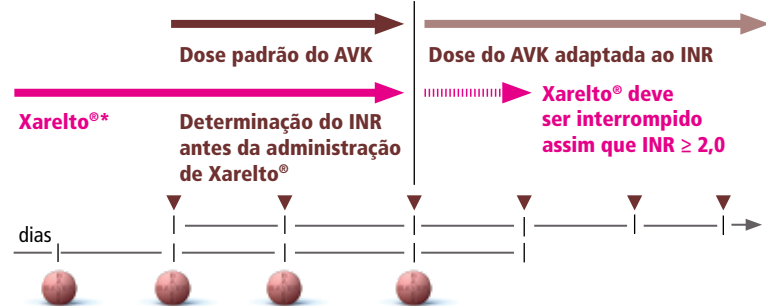 Dose padrão do AVK
Dose do AVK adaptada ao INR
Xarelto®*
Determinação do INR
antes da administração
de Xarelto®
Xarelto® deve
ser interrompido
assim que INR ≥ 2,0
dias